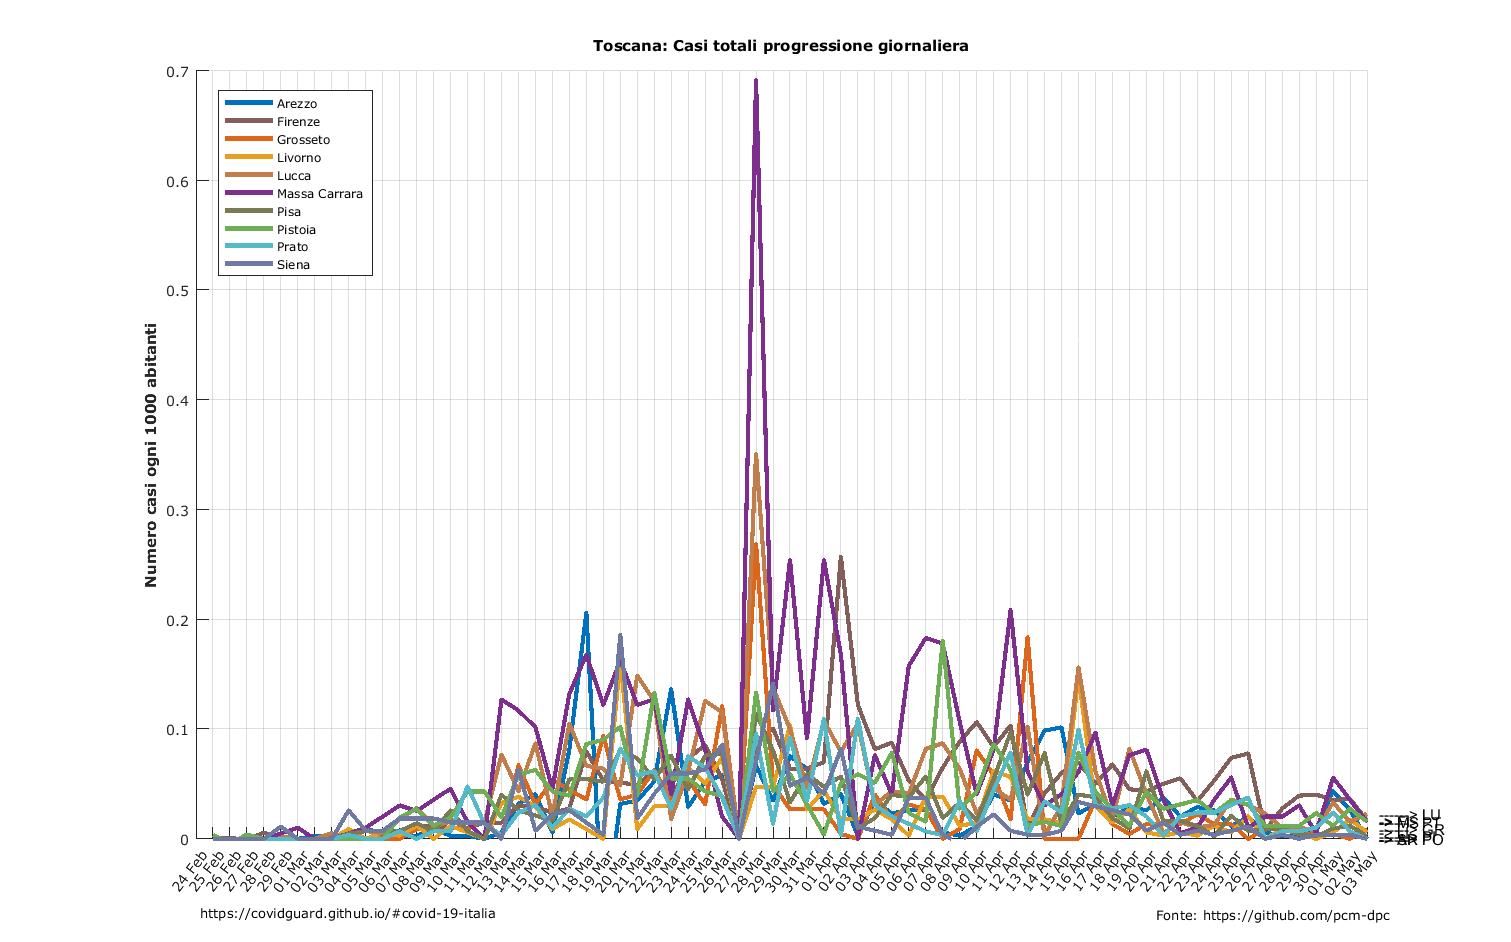 Toscana: Casi totali progressione giornaliera
Numero casi ogni 1000 abitanti
0.7
0.6
0.5
0.4
0.3
0.2
0.1
0
Arezzo
Firenze
Grosseto
Livorno
Lucca
Massa Carrara
Pisa
Pistoia
Prato
Siena
24 Feb
25 Feb
26 Feb
27 Feb
28 Feb
29 Feb
01 Mar
02 Mar
03 Mar
04 Mar
05 Mar
06 Mar
07 Mar
08 Mar
09 Mar
10 Mar
11 Mar
12 Mar
13 Mar
14 Mar
15 Mar
16 Mar
17 Mar
18 Mar
19 Mar
20 Mar
21 Mar
22 Mar
23 Mar
24 Mar
25 Mar
26 Mar
27 Mar
28 Mar
29 Mar
30 Mar
31 Mar
01 Apr
02 Apr
03 Apr
04 Apr
05 Apr
06 Apr
07 Apr
08 Apr
09 Apr
10 Apr
11 Apr
12 Apr
13 Apr
14 Apr
15 Apr
16 Apr
17 Apr
18 Apr
19 Apr
20 Apr
21 Apr
22 Apr
23 Apr
24 Apr
25 Apr
26 Apr
27 Apr
28 Apr
29 Apr
30 Apr
01 May
02 May
03 May
LU
GR
PO
https://covidguard.github.io/#covid-19-italia
Fonte: https://github.com/pcm-dpc